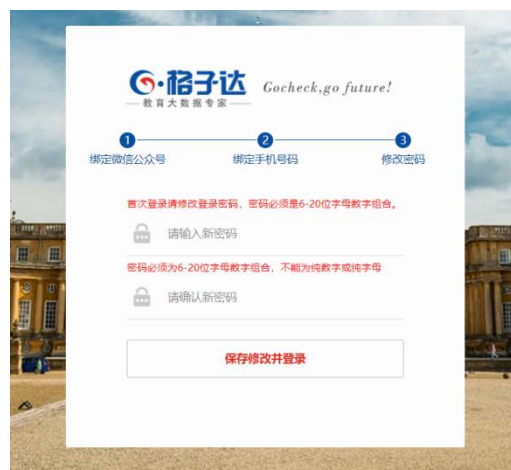 格子达
教育大数据专家
Gocheck,go future!
1 2 3
绑定微信公众号 绑定手机号码 修改密码
首次登录请修改登录密码，密码必须是6-20位字母数字组合。
请输入新密码
密码必须为6-20位字母数字组合，不能为纯数字或纯字母
请确认新密码
保存修改并登录